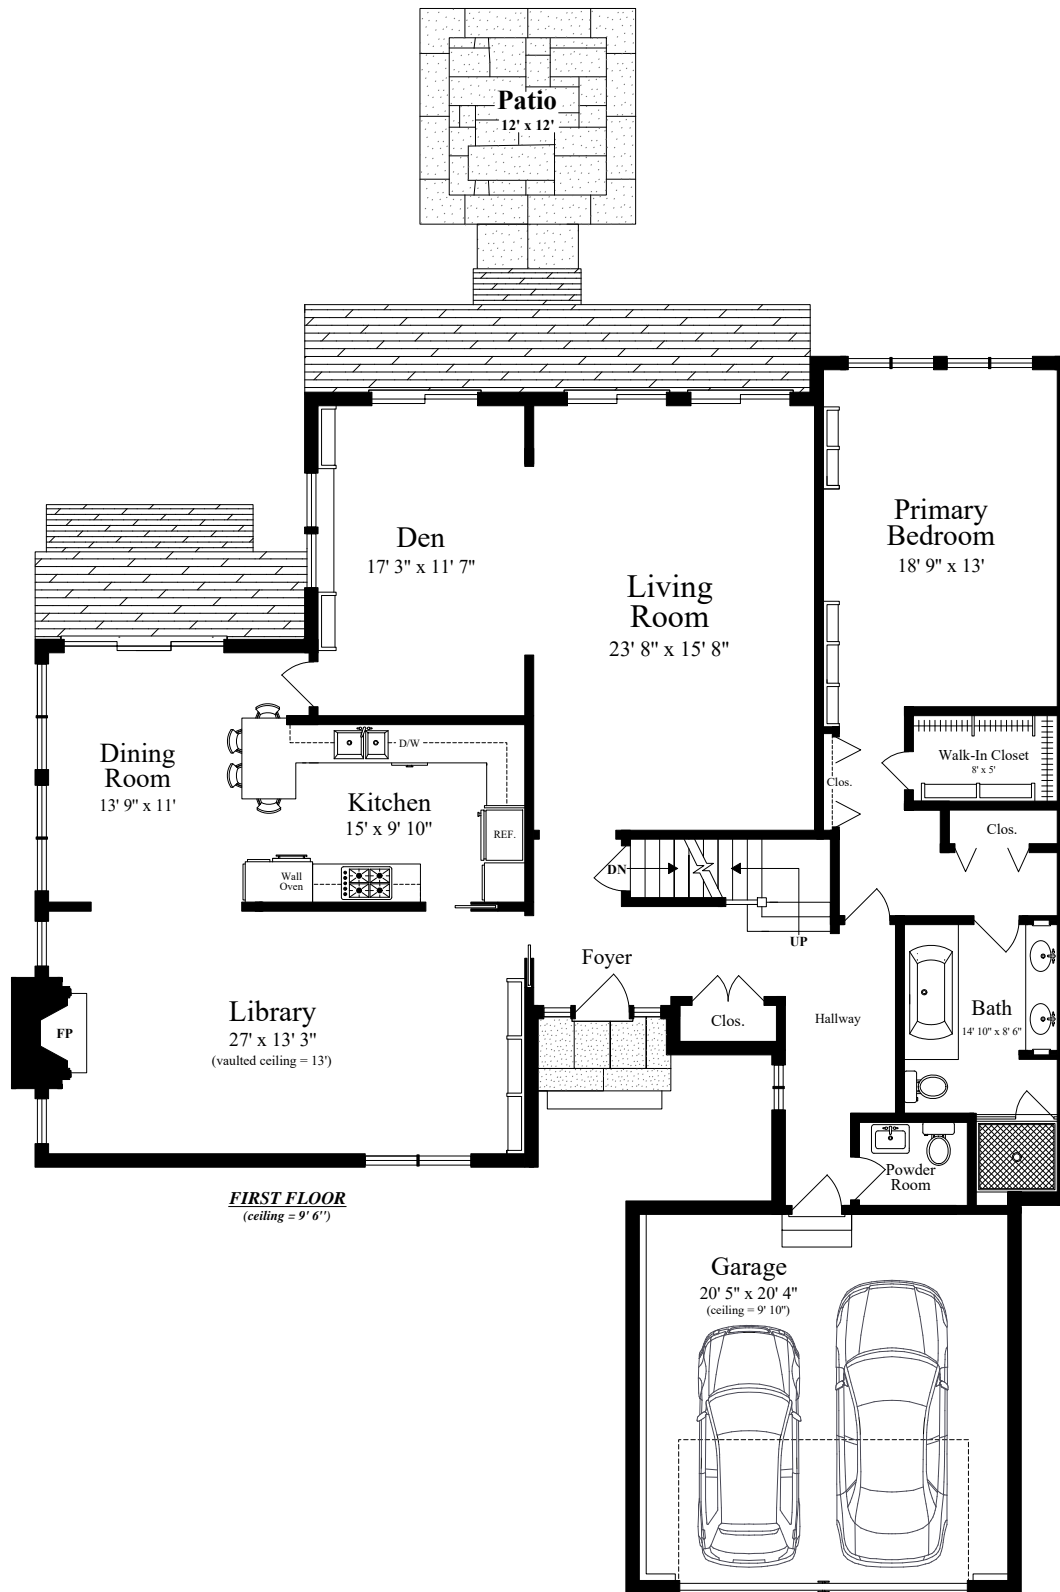 Patio
12' x 12'
Den
17' 3" x 11' 7"
Living
Room
23' 8" x 15' 8"
Primary
Bedroom
18' 9" x 13'
Dining
Room
13' 9" x 11'
D/W
Kitchen
15' x 9' 10"
REF.
Wall
Oven
Walk-In Closet
8' x 5'
Clos.
Clos.
DN
UP
Foyer
Clos.
Hallway
Bath
14' 10" x 8' 6"
FP
Library
27' x 13' 3"
(vaulted ceiling = 13')
Powder
Room
FIRST FLOOR
(ceiling = 9' 6")
Garage
20' 5" x 20' 4"
(ceiling = 9' 10")